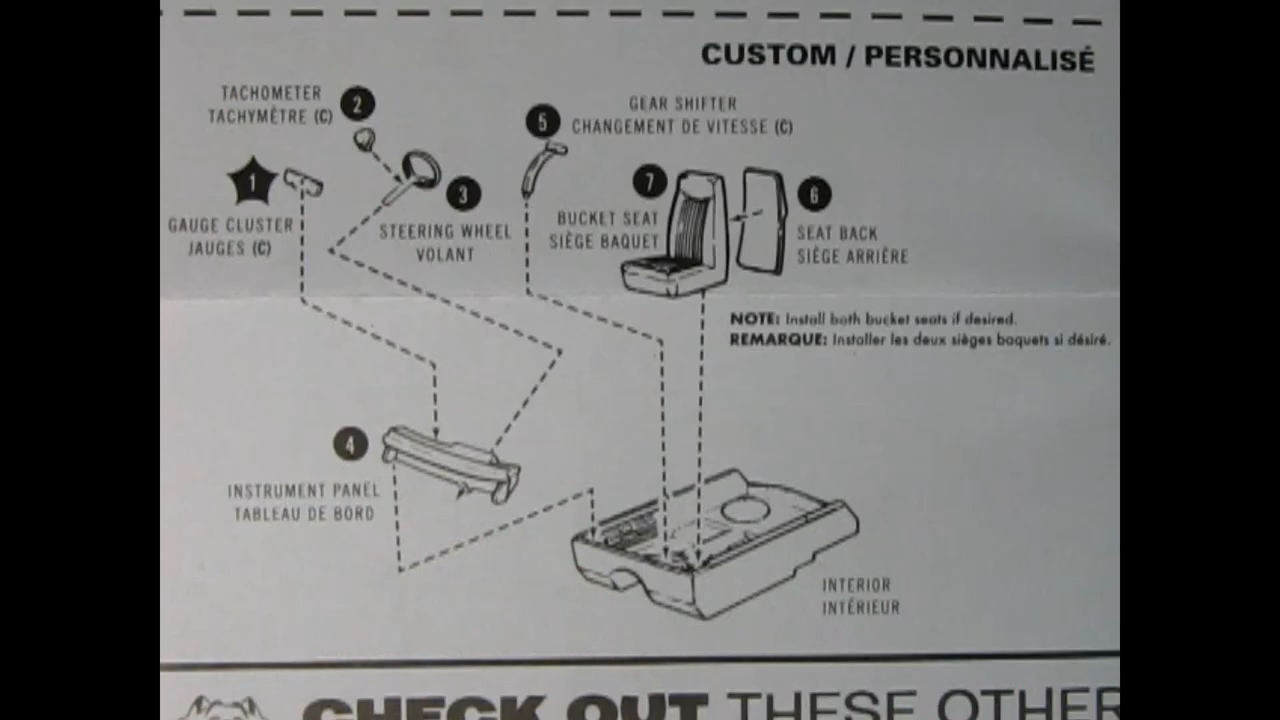 CUSTOM / PERSONNALISÉ
TACHOMETER
TACHYMÈTRE (C)
2
5
GEAR SHIFTER
CHANGEMENT DE VITESSE (C)
1
GAUGE CLUSTER
JAUGES (C)
3
STEERING WHEEL
VOLANT
7
BUCKET SEAT
SIÈGE BAQUET
6
SEAT BACK
SIÈGE ARRIÈRE
NOTE: Install both bucket seats if desired.
REMARQUE: Installer les deux sièges baquets si désiré.
4
INSTRUMENT PANEL
TABLEAU DE BORD
INTERIOR
INTÉRIEUR
CHECK OUT THESE OTHER